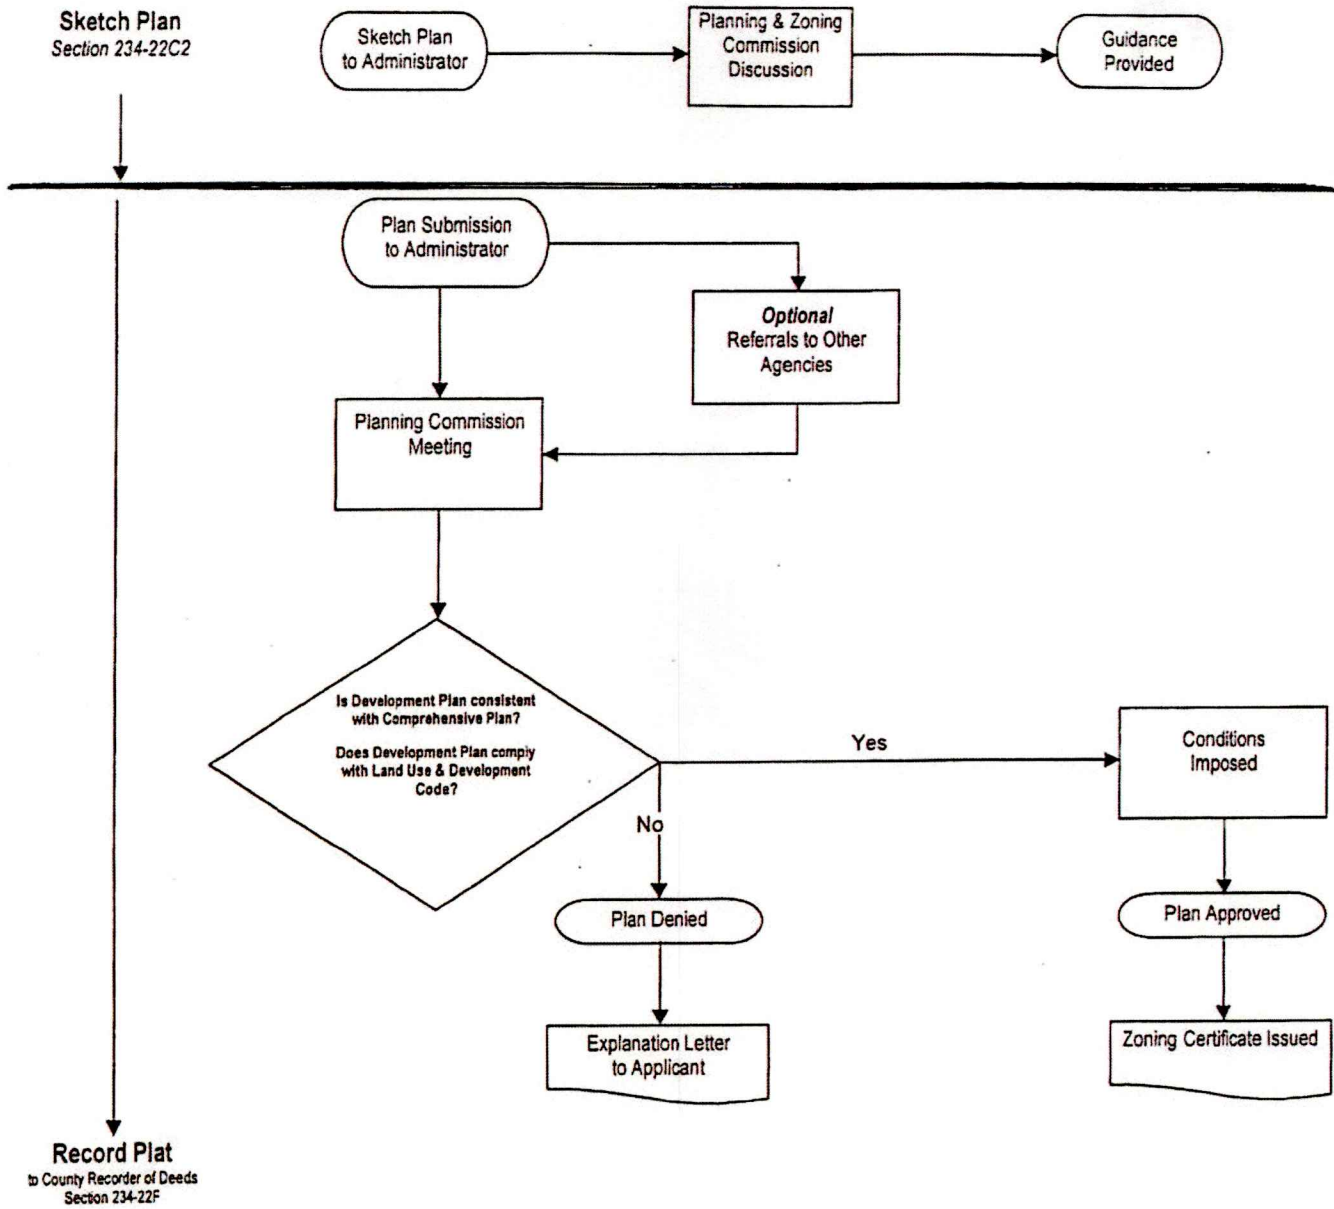 Sketch Plan
Section 234-22C2
Sketch Plan
to Administrator
Planning & Zoning
Commission
Discussion
Guidance
Provided
Plan Submission
to Administrator
Optional
Referrals to Other
Agencies
Planning Commission
Meeting
Is Development Plan consistent
with Comprehensive Plan?
Does Development Plan comply
with Land Use & Development
Code?
Yes
No
Conditions
Imposed
Plan Denied
Plan Approved
Explanation Letter
to Applicant
Zoning Certificate Issued
Record Plat
to County Recorder of Deeds
Section 234-22F